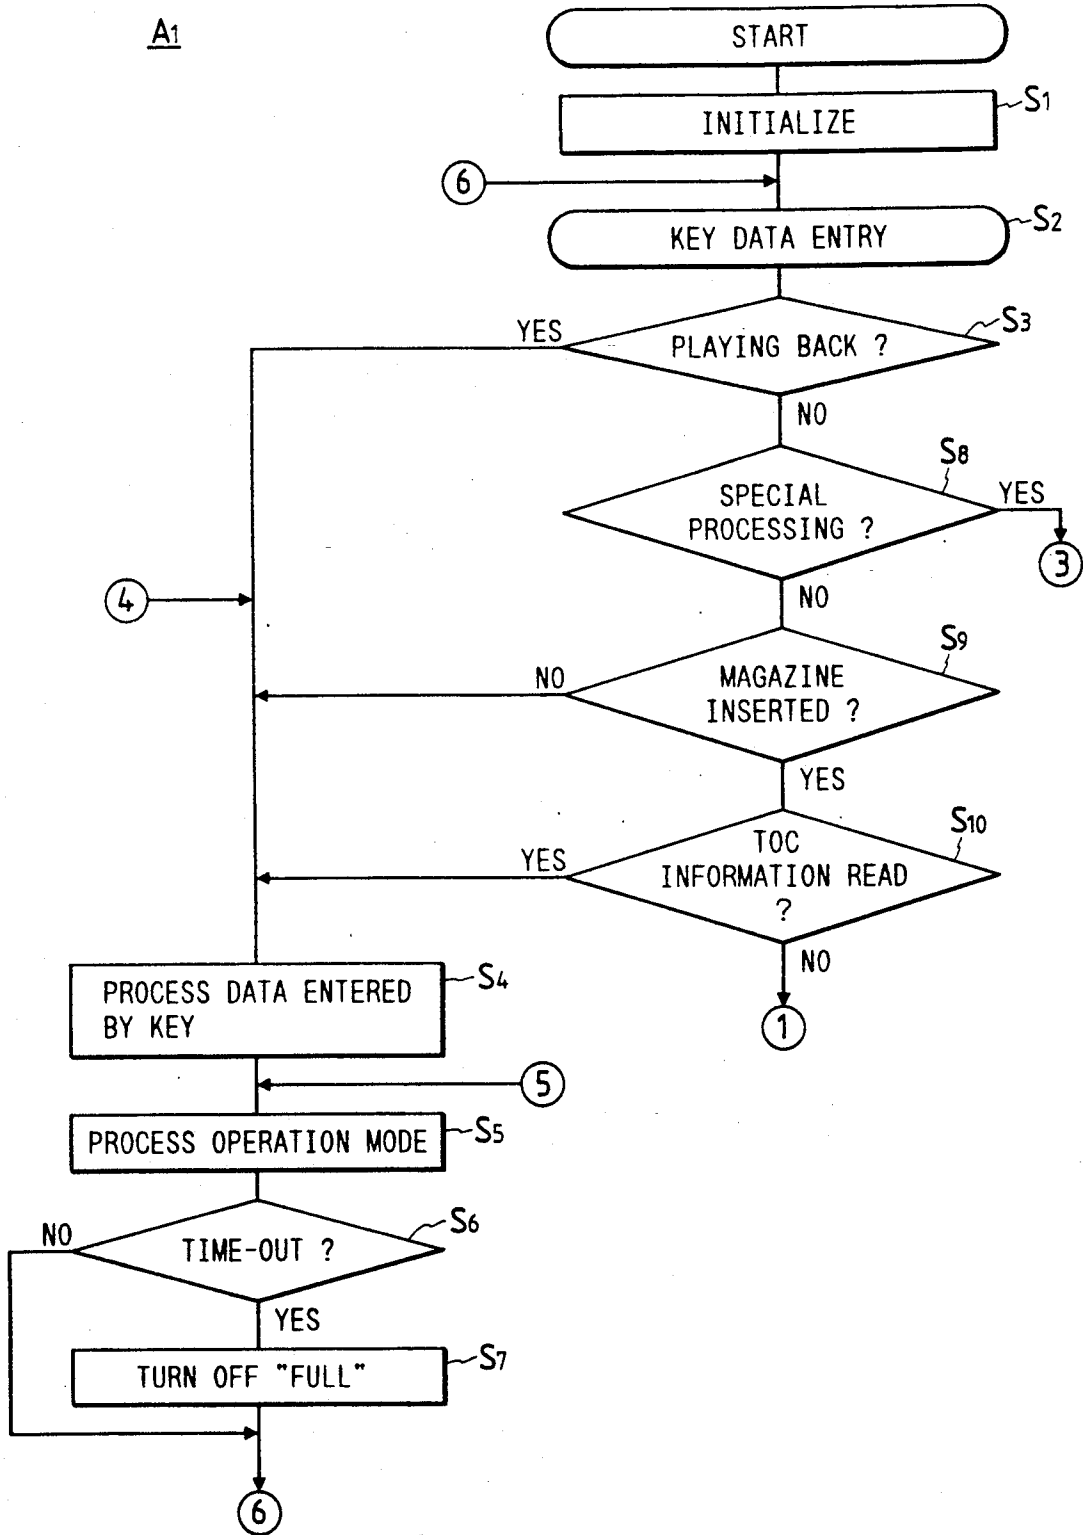 A1
START
INITIALIZE
S1
6
KEY DATA ENTRY
S2
PLAYING BACK ?
S3
YES
NO
SPECIAL
PROCESSING ?
S8
YES
3
NO
4
MAGAZINE
INSERTED ?
S9
NO
YES
TOC
INFORMATION READ
?
S10
YES
NO
1
PROCESS DATA ENTERED
BY KEY
S4
5
PROCESS OPERATION MODE
S5
TIME-OUT ?
S6
NO
YES
TURN OFF "FULL"
S7
6